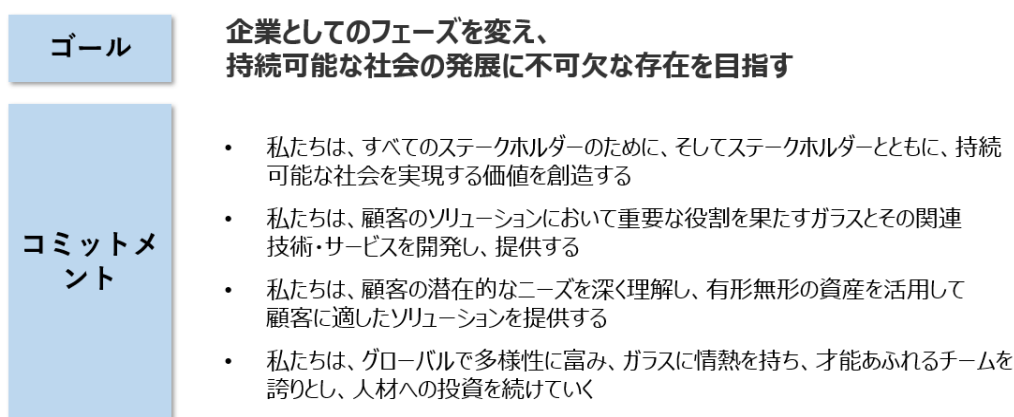 ゴール
企業としてのフェーズを変え、
持続可能な社会の発展に不可欠な存在を目指す
コミットメ
ント
• 私たちは、すべてのステークホルダーのために、そしてステークホルダーとともに、持続
可能な社会を実現する価値を創造する
• 私たちは、顧客のソリューションにおいて重要な役割を果たすガラスとその関連
技術・サービスを開発し、提供する
• 私たちは、顧客の潜在的なニーズを深く理解し、有形無形の資産を活用して
顧客に適したソリューションを提供する
• 私たちは、グローバルで多様性に富み、ガラスに情熱を持ち、才能あふれるチームを
誇りとし、人材への投資を続けていく